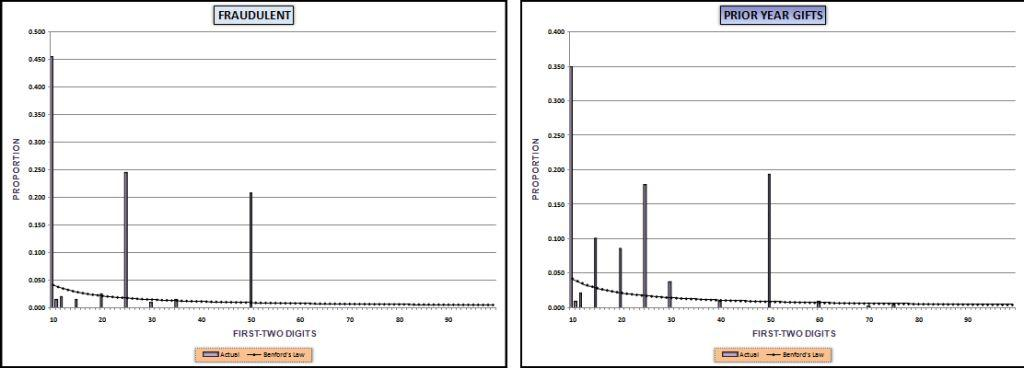 FRAUDULENT
0.500
0.450
0.400
0.350
0.300
0.250
0.200
0.150
0.100
0.050
0.000
PROPORTION
10 20 30 40 50 60 70 80 90
FIRST-TWO DIGITS
Actual Benford's Law
PRIOR YEAR GIFTS
0.400
0.350
0.300
0.250
0.200
0.150
0.100
0.050
0.000
PROPORTION
10 20 30 40 50 60 70 80 90
FIRST-TWO DIGITS
Actual Benford's Law